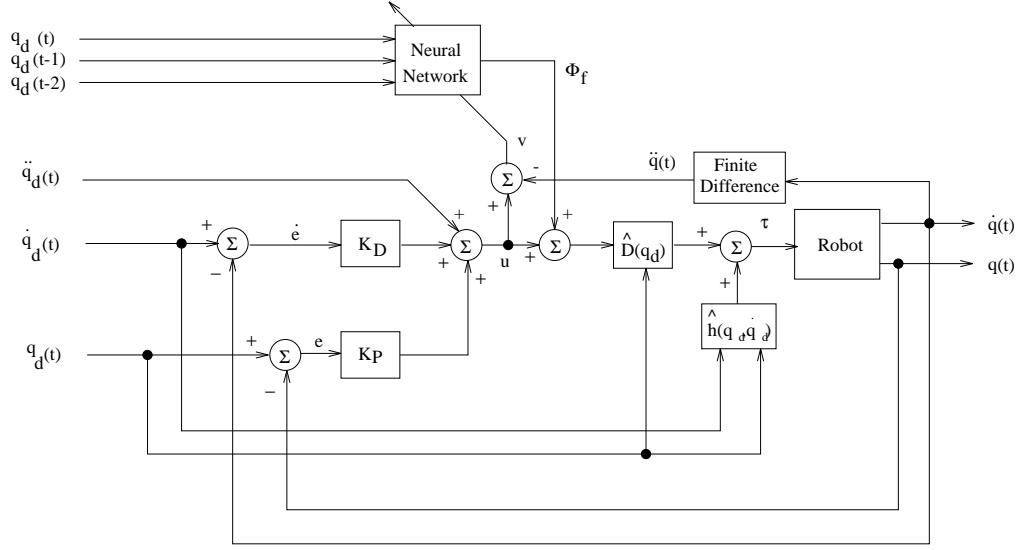 q_d (t)
q_d (t-1)
q_d (t-2)
Neural
Network
Φ_f
v
-
Σ
+
q̈(t)
Finite
Difference
q̈_d(t)
q̇_d(t)
+
Σ
−
ė
K_D
+
+
Σ
+
u
+
+
Σ
D̂(q_d)
+
Σ
+
τ
Robot
q̇(t)
q(t)
ĥ(q_d, q̇_d)
q_d(t)
+
Σ
−
e
K_P